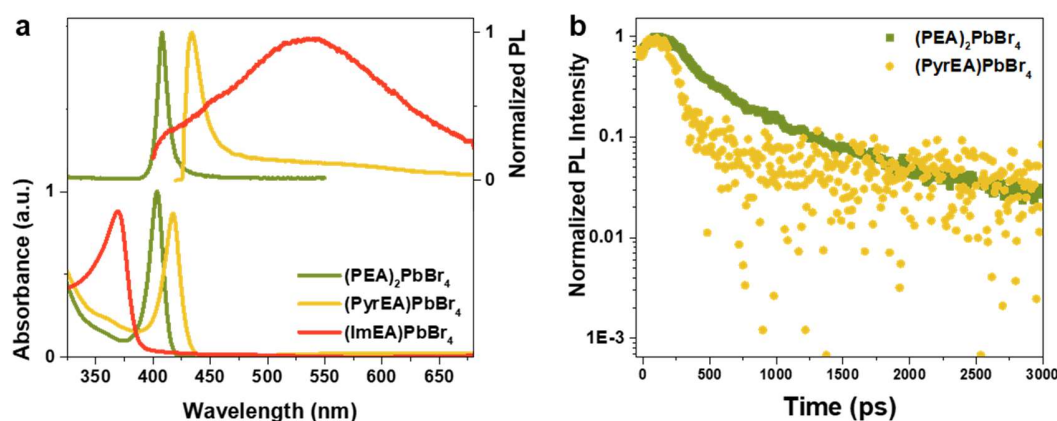 a
Absorbance (a.u.)
1
0
Normalized PL
1
0
(PEA)₂PbBr₄
(PyrEA)PbBr₄
(ImEA)PbBr₄
350 400 450 500 550 600 650
Wavelength (nm)
b
Normalized PL Intensity
1
0.1
0.01
1E-3
(PEA)₂PbBr₄
(PyrEA)PbBr₄
0 500 1000 1500 2000 2500 3000
Time (ps)